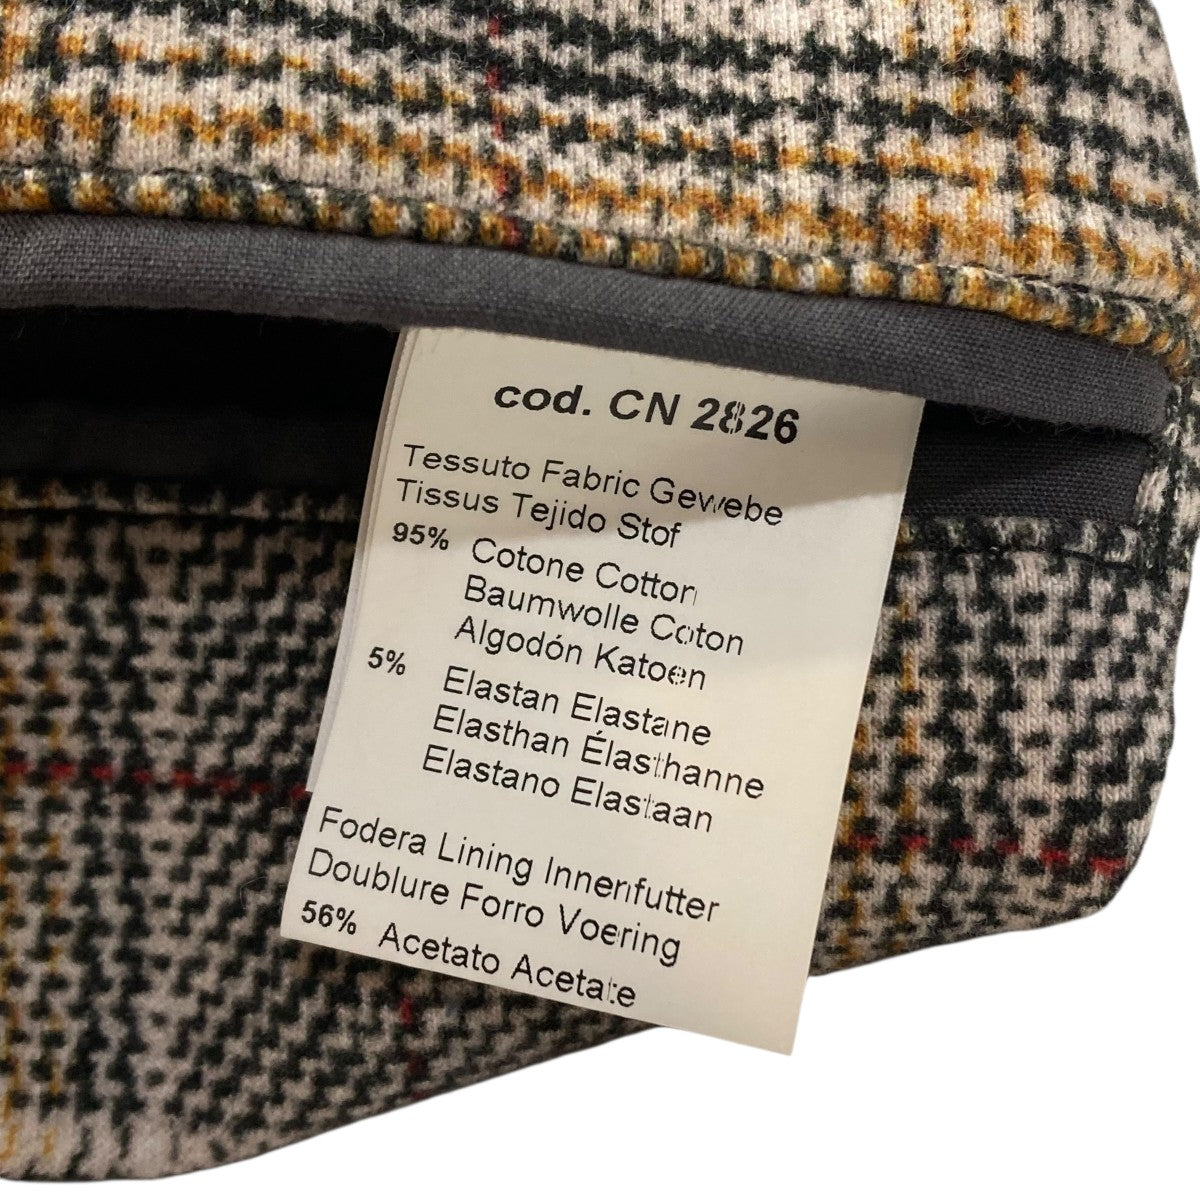 cod. CN 2826
Tessuto Fabric Gewebe
Tissus Tejido Stof
95% Cotone Cotton
Baumwolle Coton
Algodón Katoen
5% Elastan Elastane
Elasthan Élasthanne
Elastano Elastaan
Fodera Lining Innenfutter
Doublure Forro Voering
56% Acetato Acetate